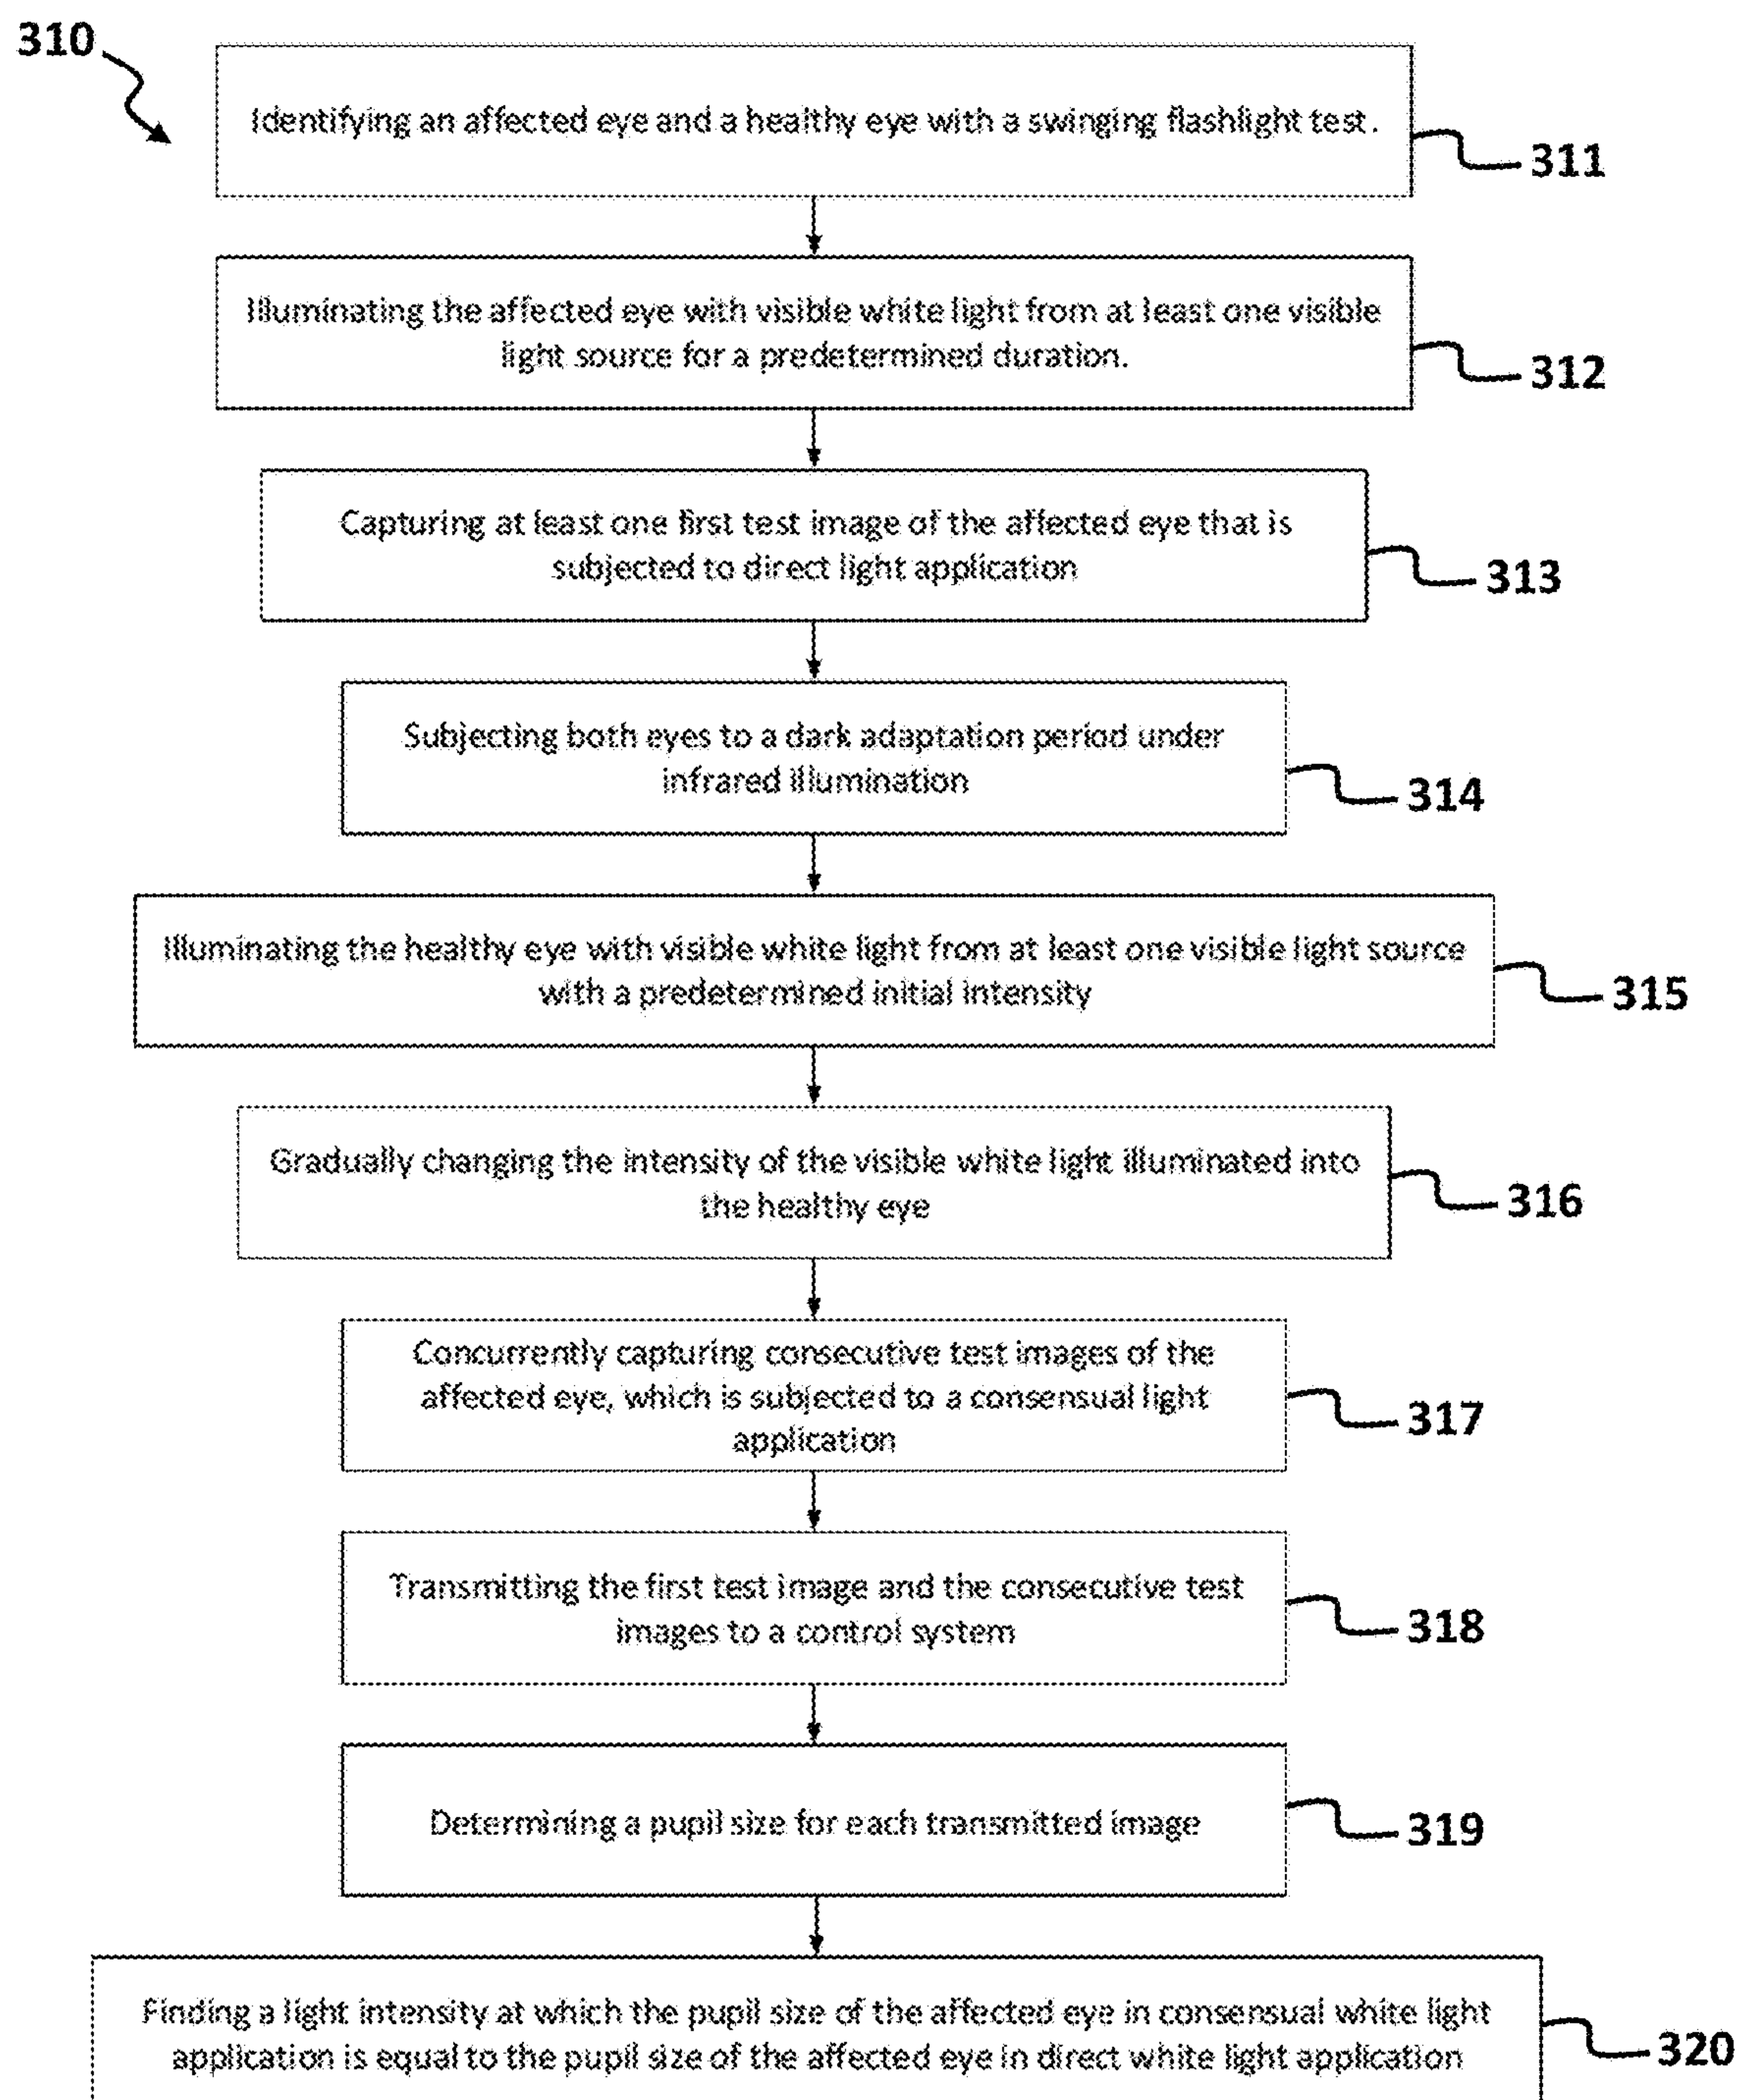 310
Identifying an affected eye and a healthy eye with a swinging flashlight test.
311
Illuminating the affected eye with visible white light from at least one visible
light source for a predetermined duration.
312
Capturing at least one first test image of the affected eye that is
subjected to direct light application
313
Subjecting both eyes to a dark adaptation period under
infrared illumination
314
Illuminating the healthy eye with visible white light from at least one visible light source
with a predetermined initial intensity
315
Gradually changing the intensity of the visible white light illuminated into
the healthy eye
316
Concurrently capturing consecutive test images of the
affected eye, which is subjected to a consensual light
application
317
Transmitting the first test image and the consecutive test
images to a control system
318
Determining a pupil size for each transmitted image
319
Finding a light intensity at which the pupil size of the affected eye in consensual white light
application is equal to the pupil size of the affected eye in direct white light application
320